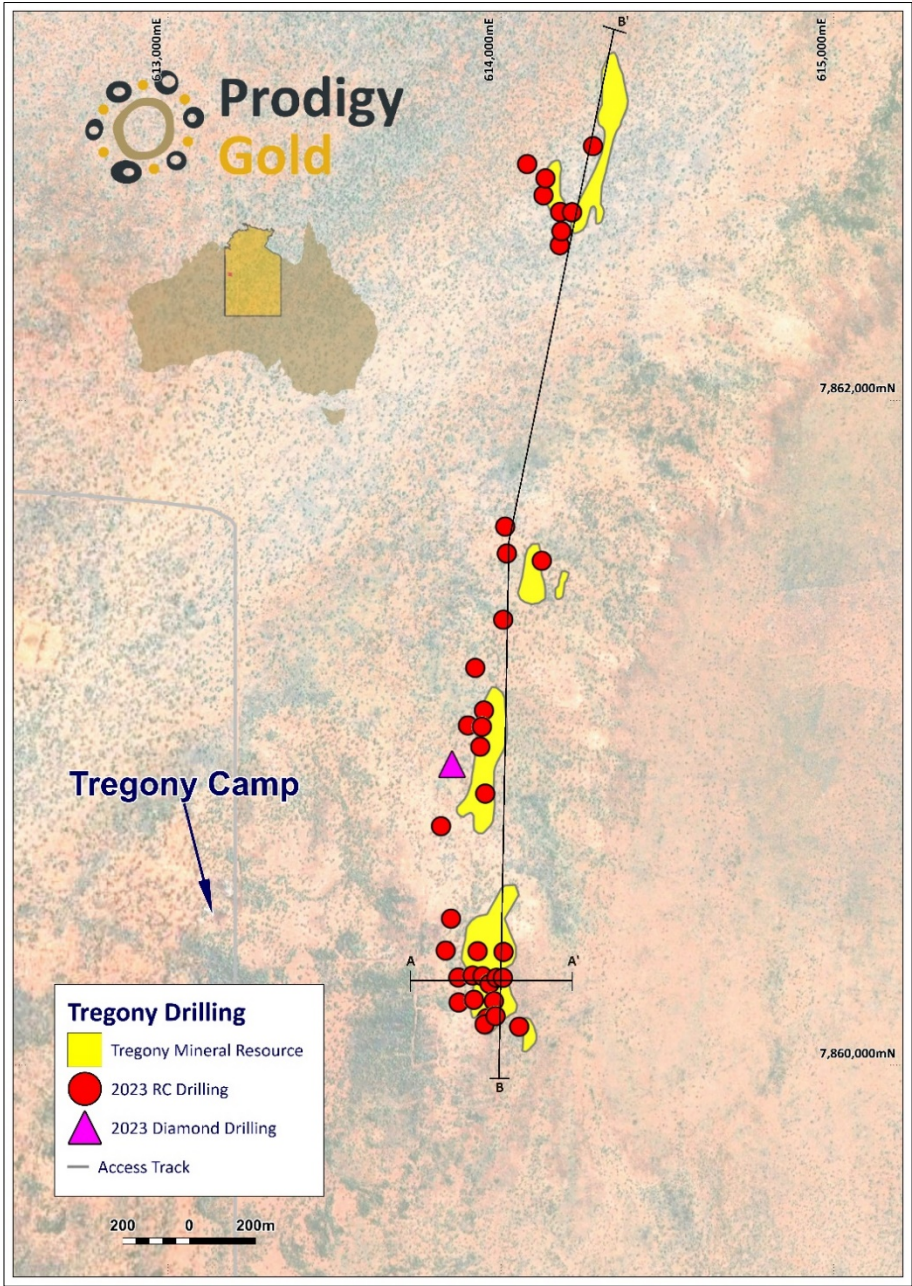 613,000mE
614,000mE
615,000mE
B'
Prodigy
Gold
7,862,000mN
Tregony Camp
A
A'
Tregony Drilling
Tregony Mineral Resource
2023 RC Drilling
2023 Diamond Drilling
Access Track
7,860,000mN
B
200 0 200m